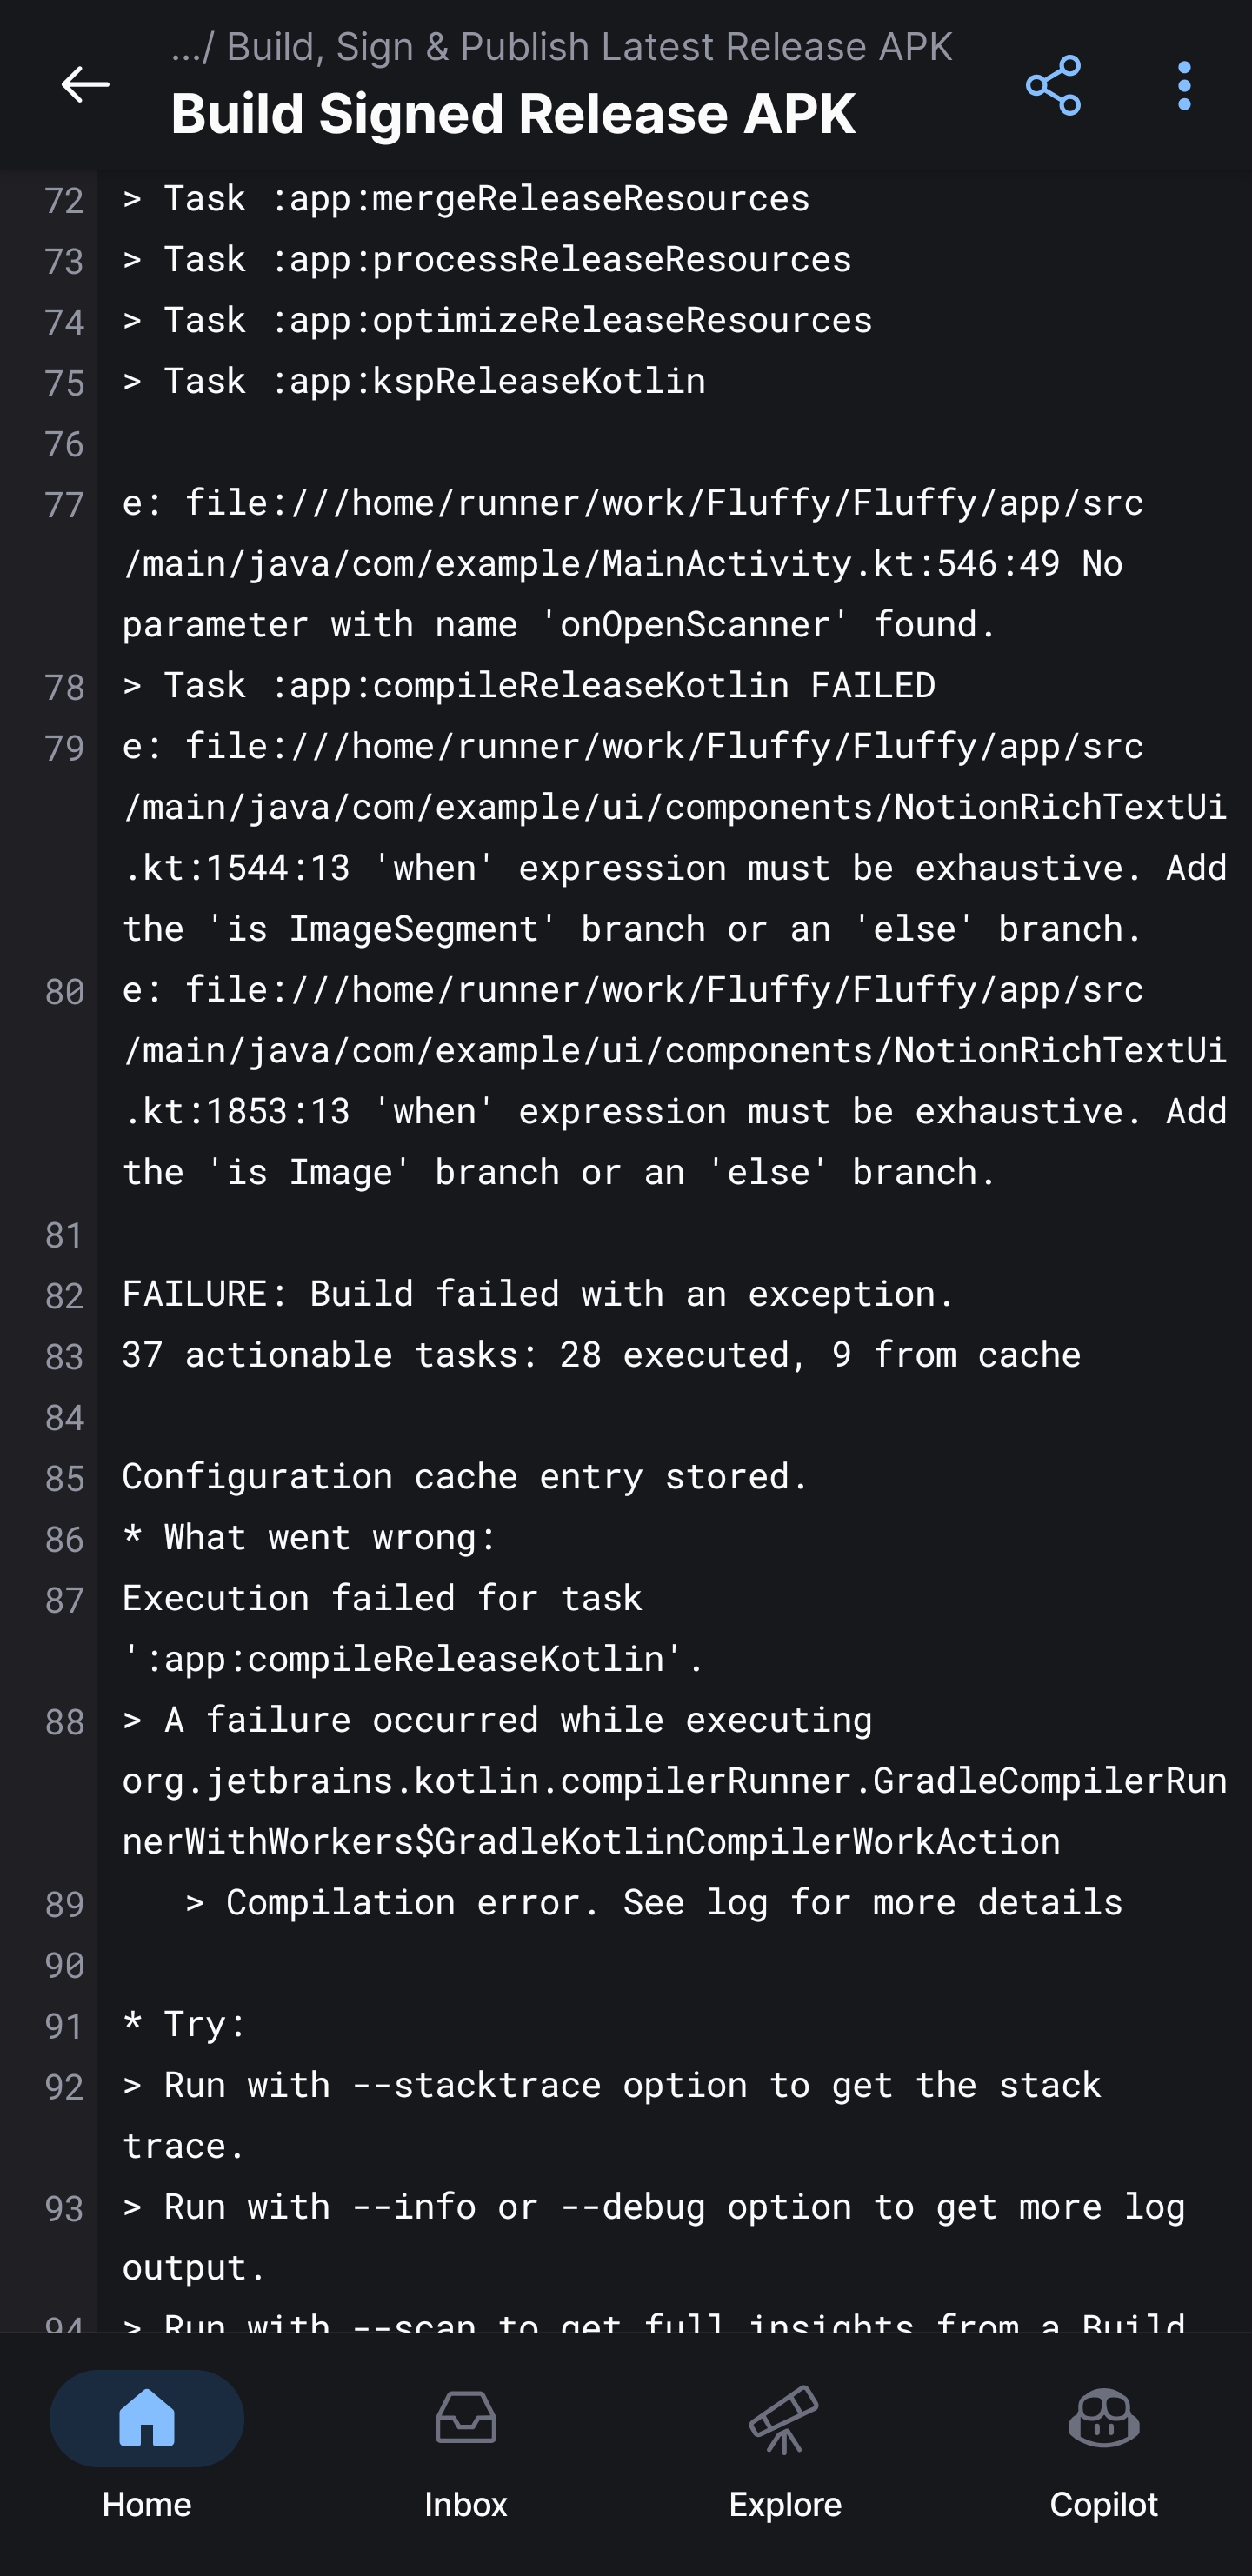 .../ Build, Sign & Publish Latest Release APK
Build Signed Release APK
72 > Task :app:mergeReleaseResources
73 > Task :app:processReleaseResources
74 > Task :app:optimizeReleaseResources
75 > Task :app:kspReleaseKotlin
76
77 e: file:///home/runner/work/Fluffy/Fluffy/app/src
/main/java/com/example/MainActivity.kt:546:49 No
parameter with name 'onOpenScanner' found.
78 > Task :app:compileReleaseKotlin FAILED
79 e: file:///home/runner/work/Fluffy/Fluffy/app/src
/main/java/com/example/ui/components/NotionRichTextUi
.kt:1544:13 'when' expression must be exhaustive. Add
the 'is ImageSegment' branch or an 'else' branch.
80 e: file:///home/runner/work/Fluffy/Fluffy/app/src
/main/java/com/example/ui/components/NotionRichTextUi
.kt:1853:13 'when' expression must be exhaustive. Add
the 'is Image' branch or an 'else' branch.
81
82 FAILURE: Build failed with an exception.
83 37 actionable tasks: 28 executed, 9 from cache
84
85 Configuration cache entry stored.
86 * What went wrong:
87 Execution failed for task
':app:compileReleaseKotlin'.
88 > A failure occurred while executing
org.jetbrains.kotlin.compilerRunner.GradleCompilerRun
nerWithWorkers$GradleKotlinCompilerWorkAction
89 > Compilation error. See log for more details
90
91 * Try:
92 > Run with --stacktrace option to get the stack
trace.
93 > Run with --info or --debug option to get more log
output.
94 > Run with --scan to get full insights from a Build
Home Inbox Explore Copilot